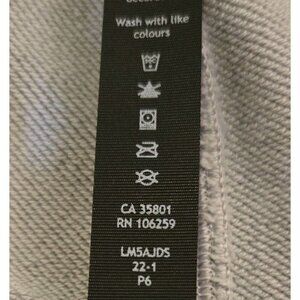 Wash with like
colours
CA 35801
RN 106259
LM5AJDS
22-1
P6